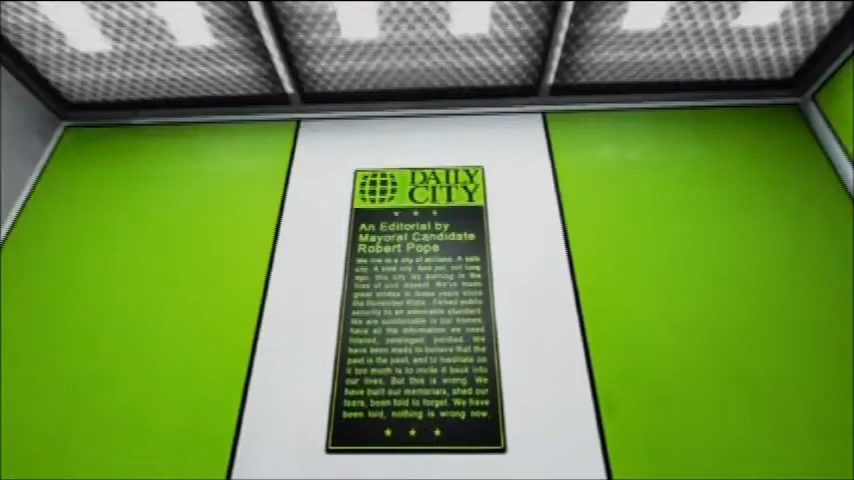 DAILY
CITY
An Editorial by
Mayoral Candidate
Robert Pope
We live in a city of millions. A safe
city. A kind city. And yet not long
ago, this city lay burning in the
fires of civil unrest. We've made
great strides in those years since
the November Riots. Raised public
security to an admirable standard.
We are comfortable in our homes,
have all the information we need
filtered, catalogued, purified. We
have been made to believe that the
past is the past, and to meditate on
it too much is to invite it back into
our lives. But this is wrong. We
have built our memorials, shed our
tears, been told to forget. We have
been told, nothing is wrong now.